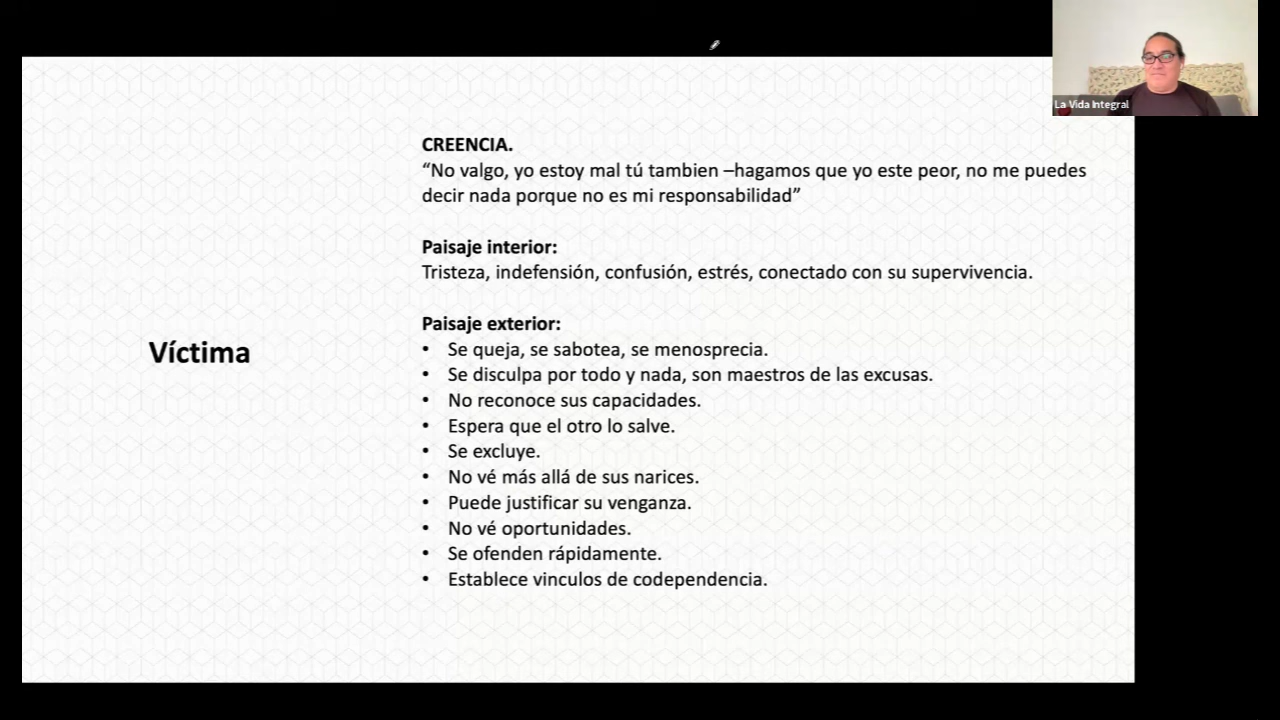 La Vida Integral
CREENCIA.
“No valgo, yo estoy mal tú tambien –hagamos que yo este peor, no me puedes
decir nada porque no es mi responsabilidad”
Paisaje interior:
Tristeza, indefensión, confusión, estrés, conectado con su supervivencia.
Paisaje exterior:
Víctima
• Se queja, se sabotea, se menosprecia.
• Se disculpa por todo y nada, son maestros de las excusas.
• No reconoce sus capacidades.
• Espera que el otro lo salve.
• Se excluye.
• No vé más allá de sus narices.
• Puede justificar su venganza.
• No vé oportunidades.
• Se ofenden rápidamente.
• Establece vinculos de codependencia.